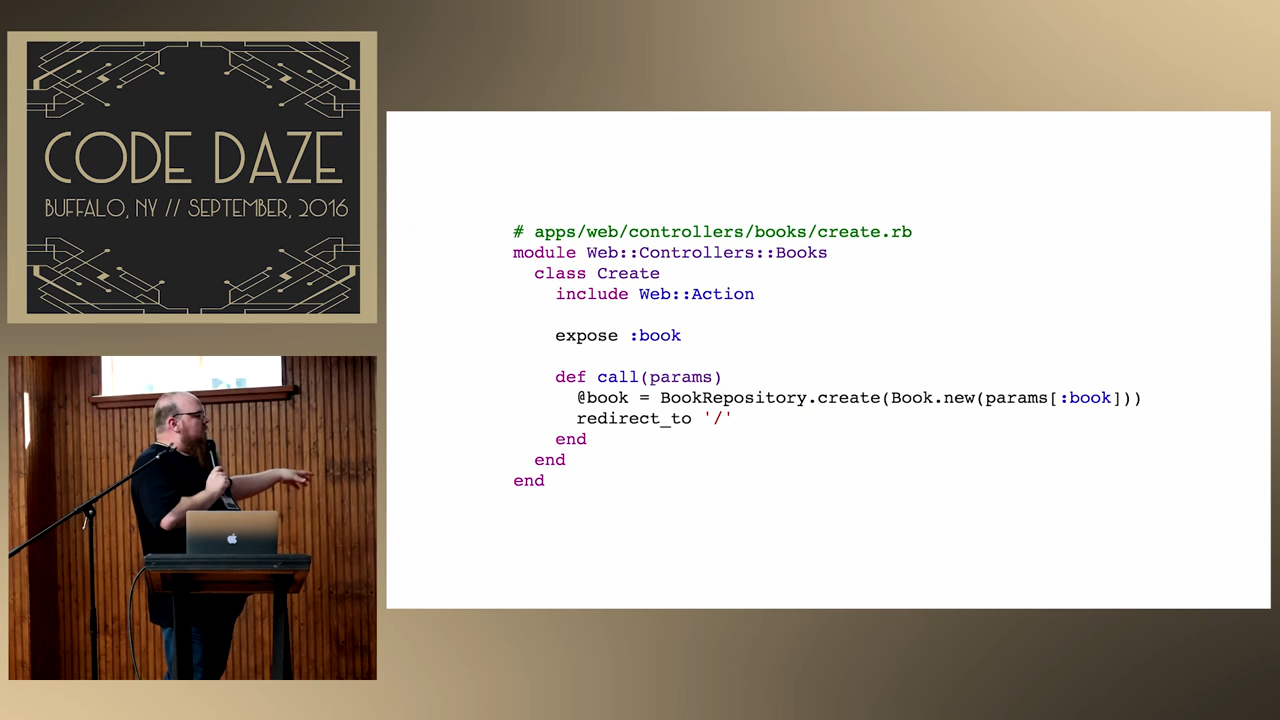 CODE DAZE
BUFFALO, NY // SEPTEMBER, 2016
# apps/web/controllers/books/create.rb
module Web::Controllers::Books
  class Create
    include Web::Action

    expose :book

    def call(params)
      @book = BookRepository.create(Book.new(params[:book]))
      redirect_to '/'
    end
  end
end